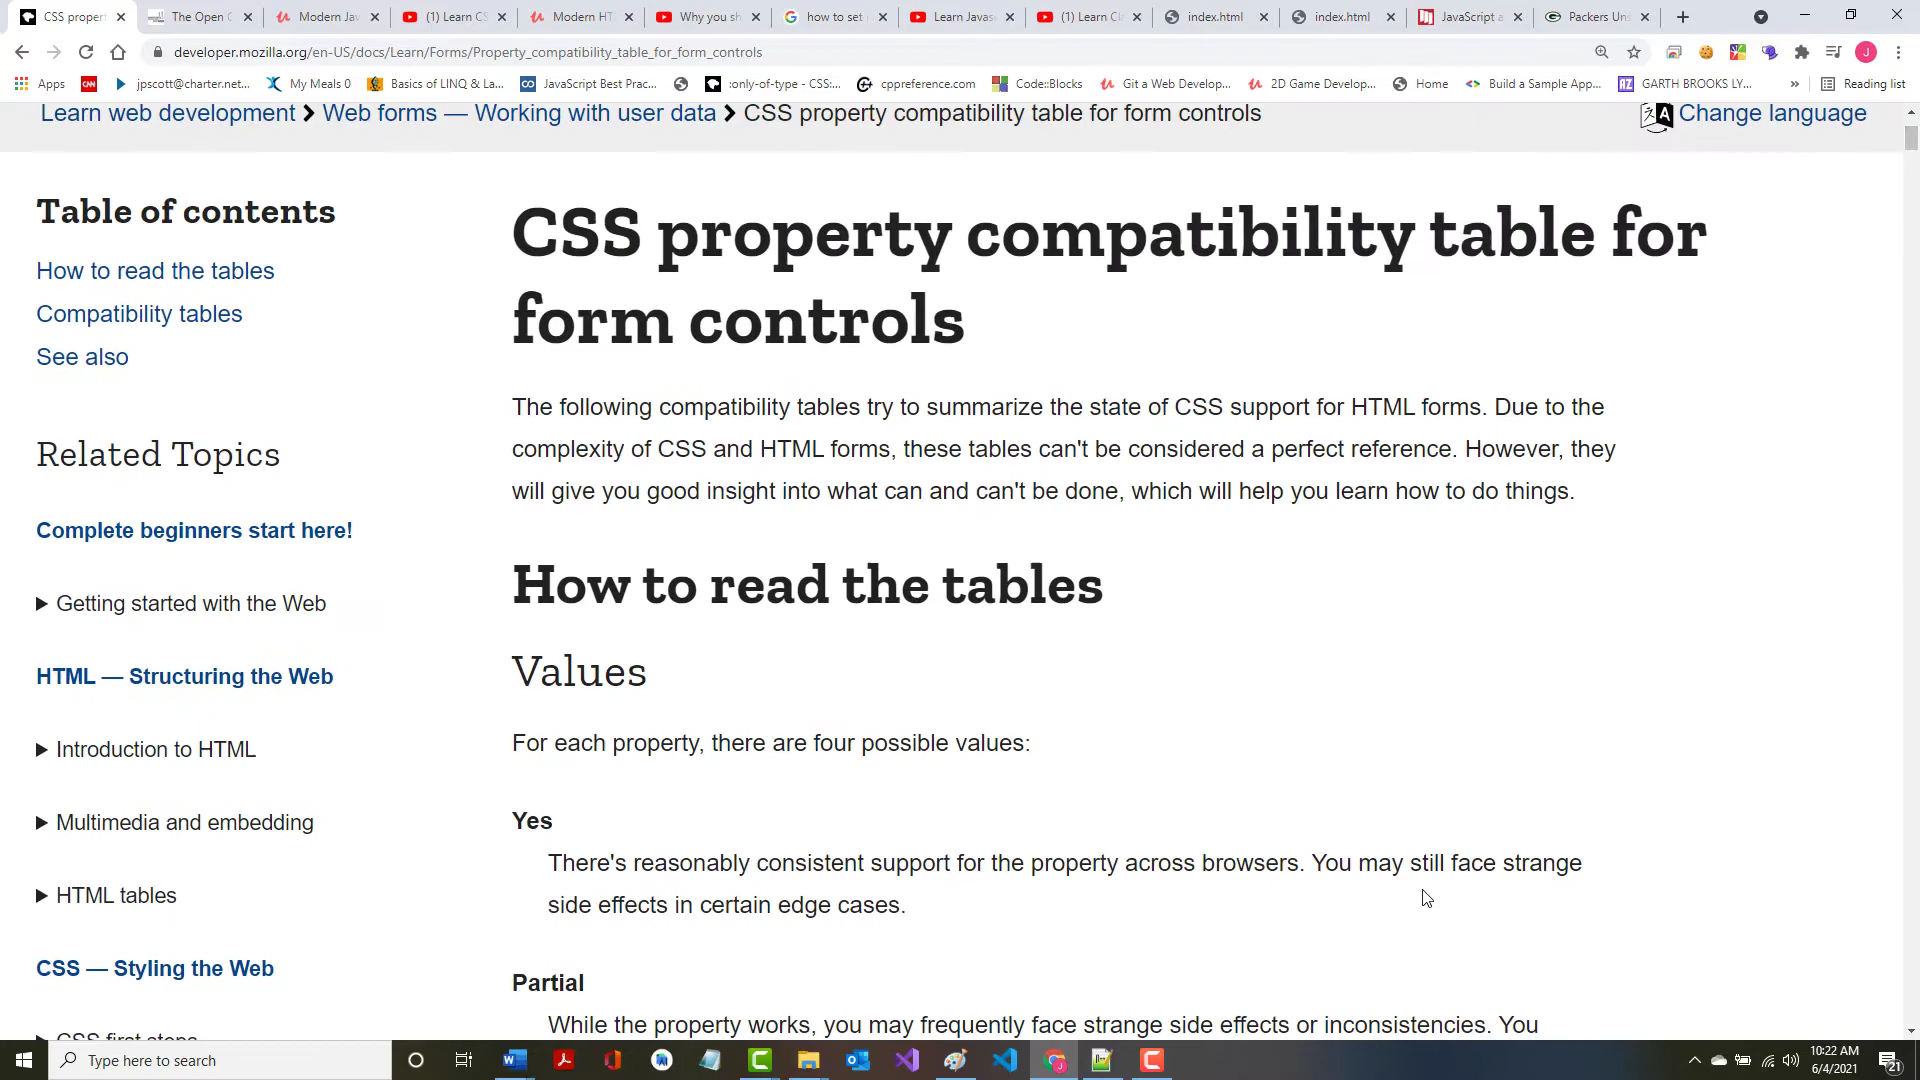 CSS propert
The Open C
Modern Jav
(1) Learn CS
Modern HT
Why you sh
how to set
Learn Javas
(1) Learn C
index.html
index.html
JavaScript a
Packers Uns
developer.mozilla.org/en-US/docs/Learn/Forms/Property_compatibility_table_for_form_controls
Apps
CNN
jpscott@charter.net...
My Meals 0
Basics of LINQ & La...
JavaScript Best Prac...
:only-of-type - CSS:...
cppreference.com
Code::Blocks
Git a Web Develop...
2D Game Develop...
Home
Build a Sample App...
GARTH BROOKS LY...
»
Reading list
Learn web development > Web forms — Working with user data > CSS property compatibility table for form controls
Change language
Table of contents
How to read the tables
Compatibility tables
See also
Related Topics
Complete beginners start here!
Getting started with the Web
HTML — Structuring the Web
Introduction to HTML
Multimedia and embedding
HTML tables
CSS — Styling the Web
CSS first steps
CSS property compatibility table for
form controls
The following compatibility tables try to summarize the state of CSS support for HTML forms. Due to the
complexity of CSS and HTML forms, these tables can't be considered a perfect reference. However, they
will give you good insight into what can and can't be done, which will help you learn how to do things.
How to read the tables
Values
For each property, there are four possible values:
Yes
There's reasonably consistent support for the property across browsers. You may still face strange
side effects in certain edge cases.
Partial
While the property works, you may frequently face strange side effects or inconsistencies. You
Type here to search
10:22 AM
6/4/2021
21